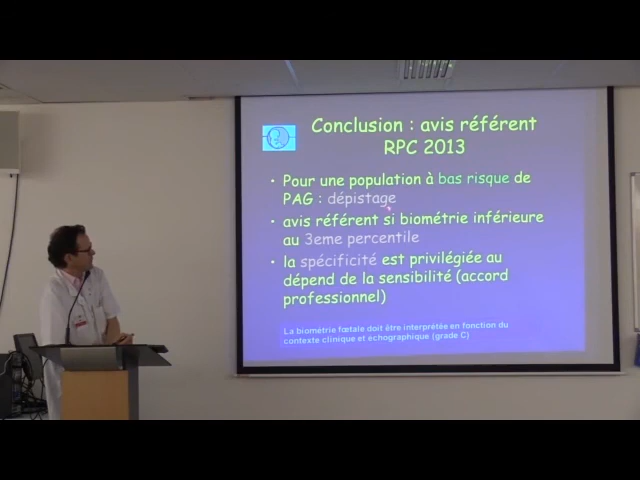 Conclusion : avis référent
RPC 2013
• Pour une population à bas risque de
PAG : dépistage
• avis référent si biométrie inférieure
au 3eme percentile
• la spécificité est privilégiée au
dépend de la sensibilité (accord
professionnel)
La biométrie fœtale doit être interprétée en fonction du
contexte clinique et échographique (grade C)